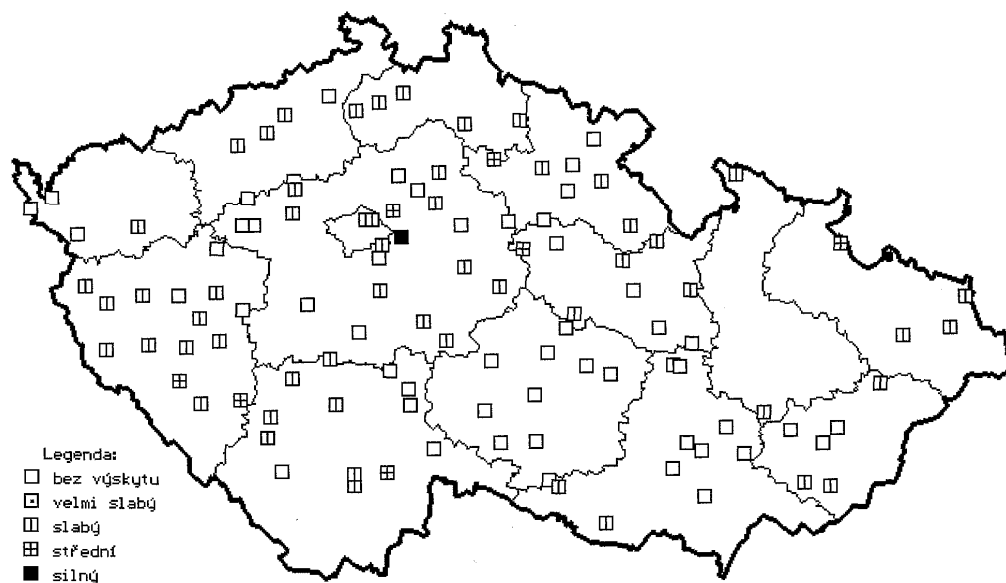 Legenda:
bez výskytu
velmi slabý
slabý
střední
silný